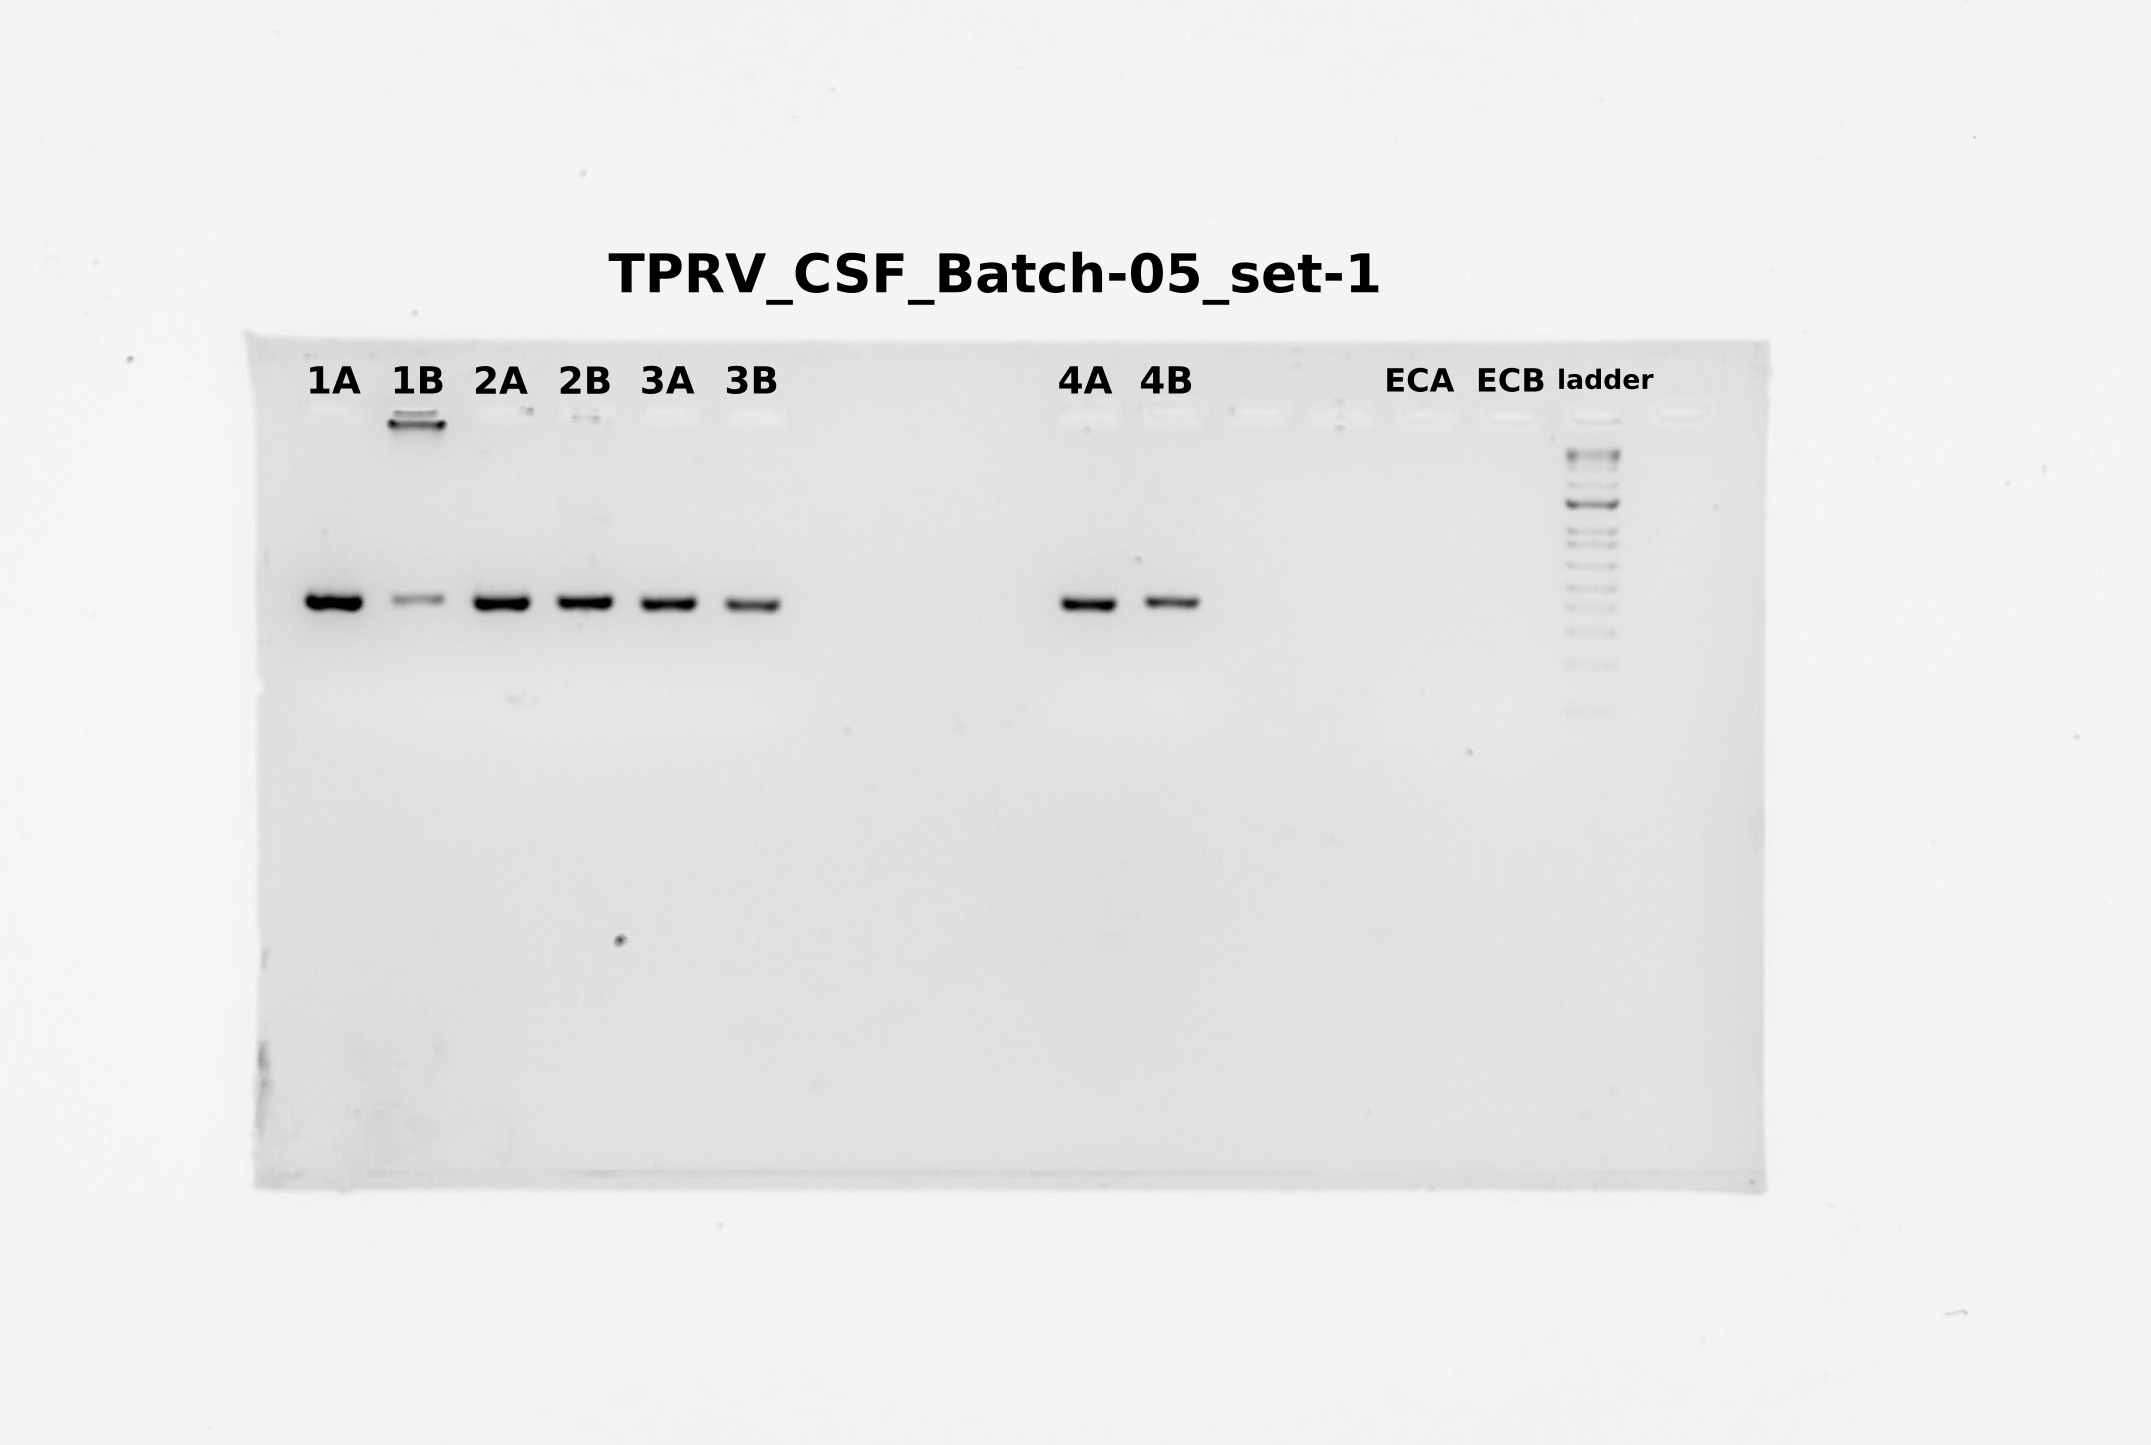 TPRV_CSF_Batch-05_set-1
1A 1B 2A 2B 3A 3B 4A 4B ECA ECB ladder